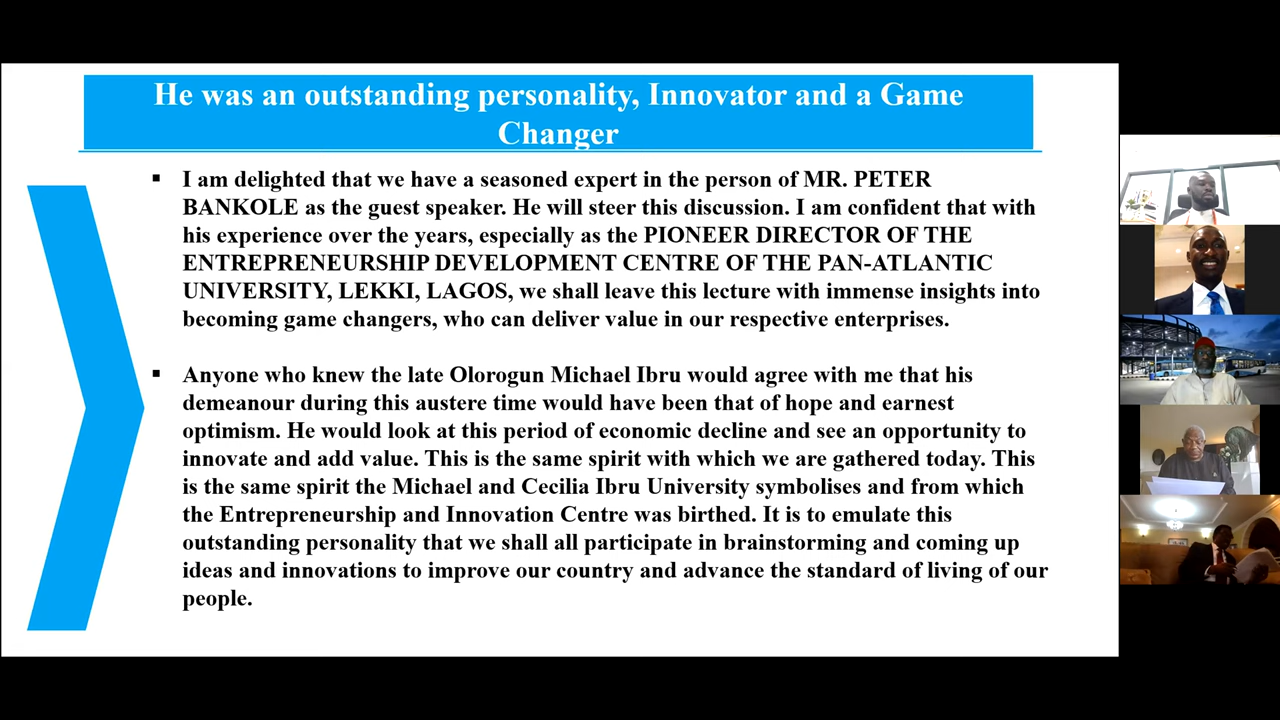 He was an outstanding personality, Innovator and a Game
Changer
▪ I am delighted that we have a seasoned expert in the person of MR. PETER
BANKOLE as the guest speaker. He will steer this discussion. I am confident that with
his experience over the years, especially as the PIONEER DIRECTOR OF THE
ENTREPRENEURSHIP DEVELOPMENT CENTRE OF THE PAN-ATLANTIC
UNIVERSITY, LEKKI, LAGOS, we shall leave this lecture with immense insights into
becoming game changers, who can deliver value in our respective enterprises.
▪ Anyone who knew the late Olorogun Michael Ibru would agree with me that his
demeanour during this austere time would have been that of hope and earnest
optimism. He would look at this period of economic decline and see an opportunity to
innovate and add value. This is the same spirit with which we are gathered today. This
is the same spirit the Michael and Cecilia Ibru University symbolises and from which
the Entrepreneurship and Innovation Centre was birthed. It is to emulate this
outstanding personality that we shall all participate in brainstorming and coming up
ideas and innovations to improve our country and advance the standard of living of our
people.